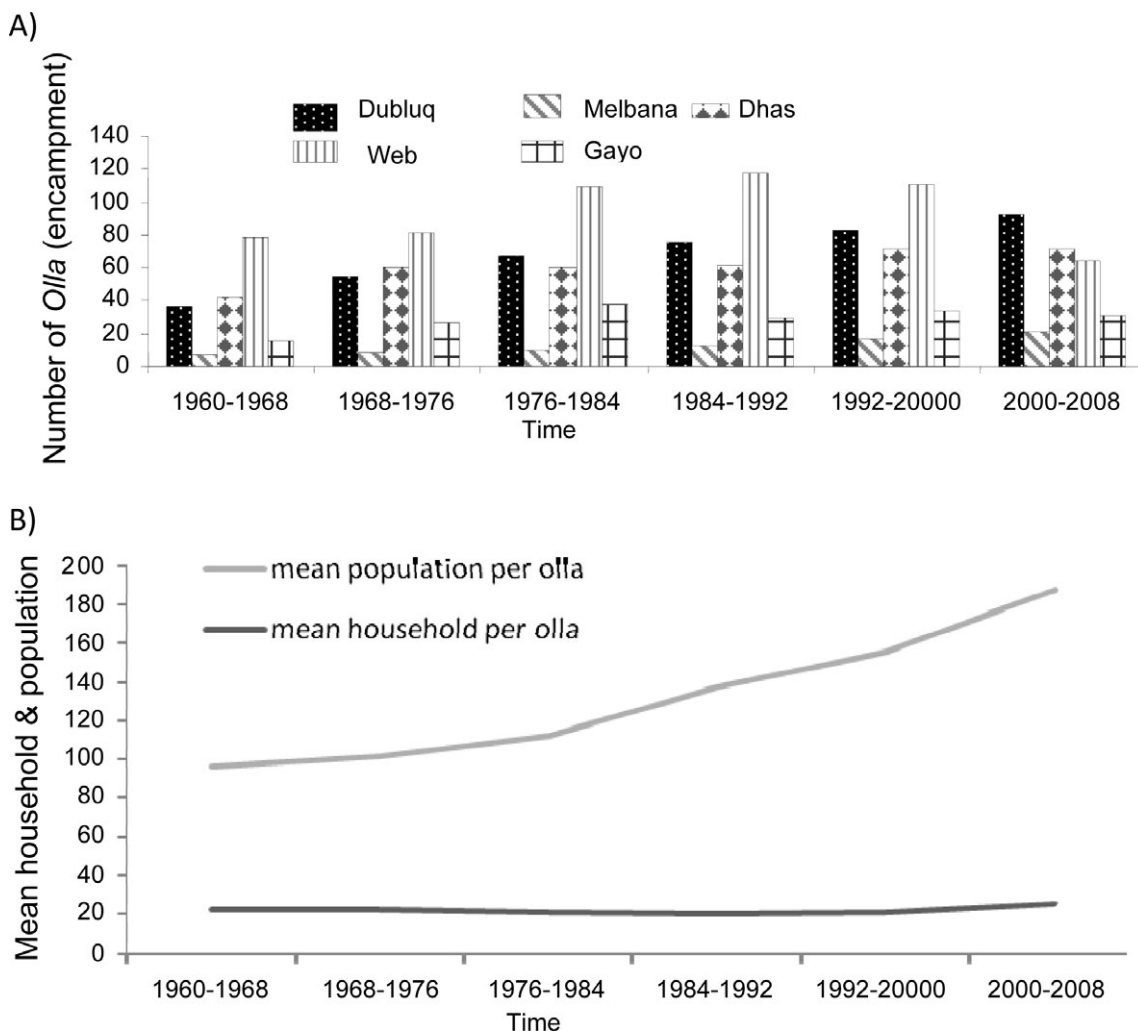 A)
Dubluq Melbana Dhas
Web Gayo
Number of Olla (encampment)
140
120
100
80
60
40
20
0
1960-1968 1968-1976 1976-1984 1984-1992 1992-20000 2000-2008
Time
B)
Mean household & population
200
180
160
140
120
100
80
60
40
20
0
mean population per olla
mean household per olla
1960-1968 1968-1976 1976-1984 1984-1992 1992-20000 2000-2008
Time